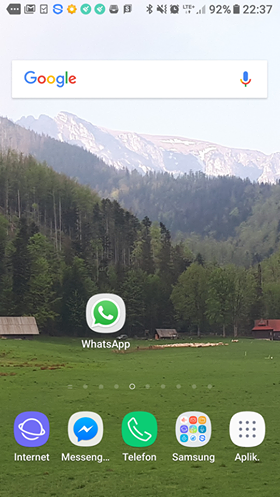 92% 22:37
Google
WhatsApp
Internet Messeng... Telefon Samsung Aplik.